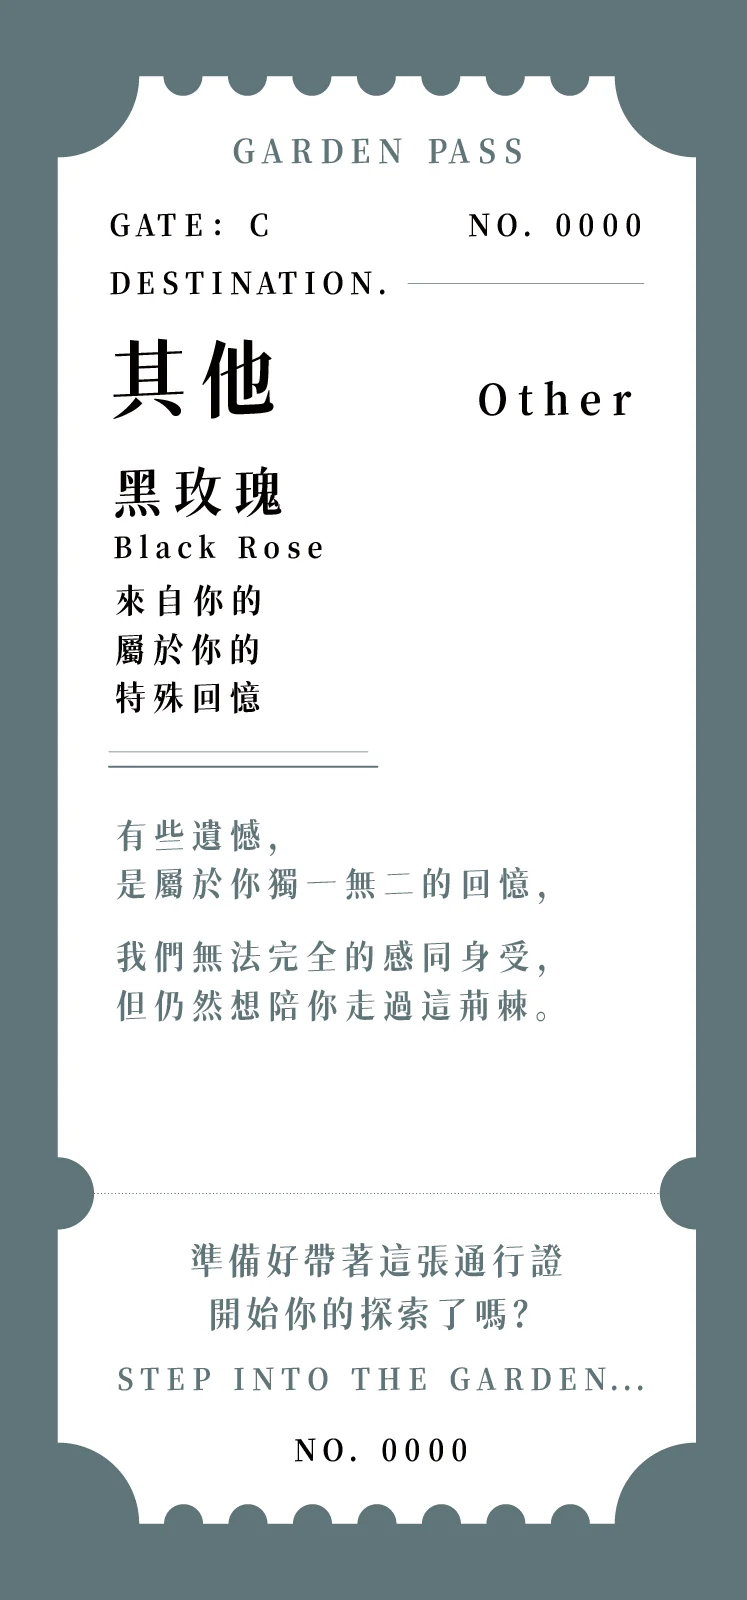 GARDEN PASS
GATE: C NO. 0000
DESTINATION.
其他 Other
黑玫瑰
Black Rose
來自你的
屬於你的
特殊回憶
有些遺憾,
是屬於你獨一無二的回憶,
我們無法完全的感同身受,
但仍然想陪你走過這荊棘。
準備好帶著這張通行證
開始你的探索了嗎?
STEP INTO THE GARDEN...
NO. 0000